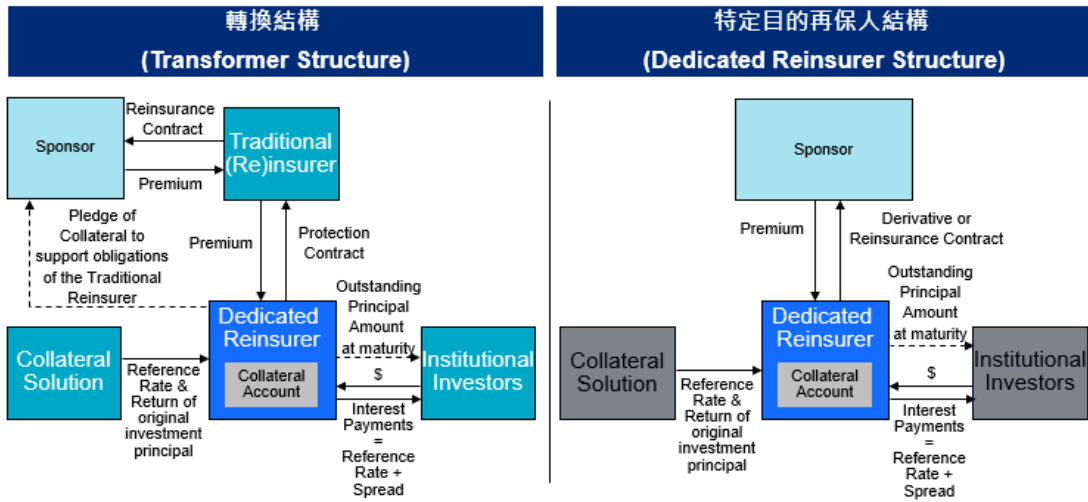 轉換結構
(Transformer Structure)
Reinsurance
Contract
Sponsor
Traditional
(Re)insurer
Premium
Pledge of
Collateral to
support obligations
of the Traditional
Reinsurer
Premium
Protection
Contract
Collateral
Solution
Reference
Rate &
Return of
original
investment
principal
Dedicated
Reinsurer
Collateral
Account
Outstanding
Principal
Amount
at maturity
$
Interest
Payments
=
Reference
Rate +
Spread
Institutional
Investors
特定目的再保人結構
(Dedicated Reinsurer Structure)
Sponsor
Premium
Derivative or
Reinsurance Contract
Collateral
Solution
Reference
Rate &
Return of
original
investment
principal
Dedicated
Reinsurer
Collateral
Account
Outstanding
Principal
Amount
at maturity
$
Interest
Payments
=
Reference
Rate +
Spread
Institutional
Investors